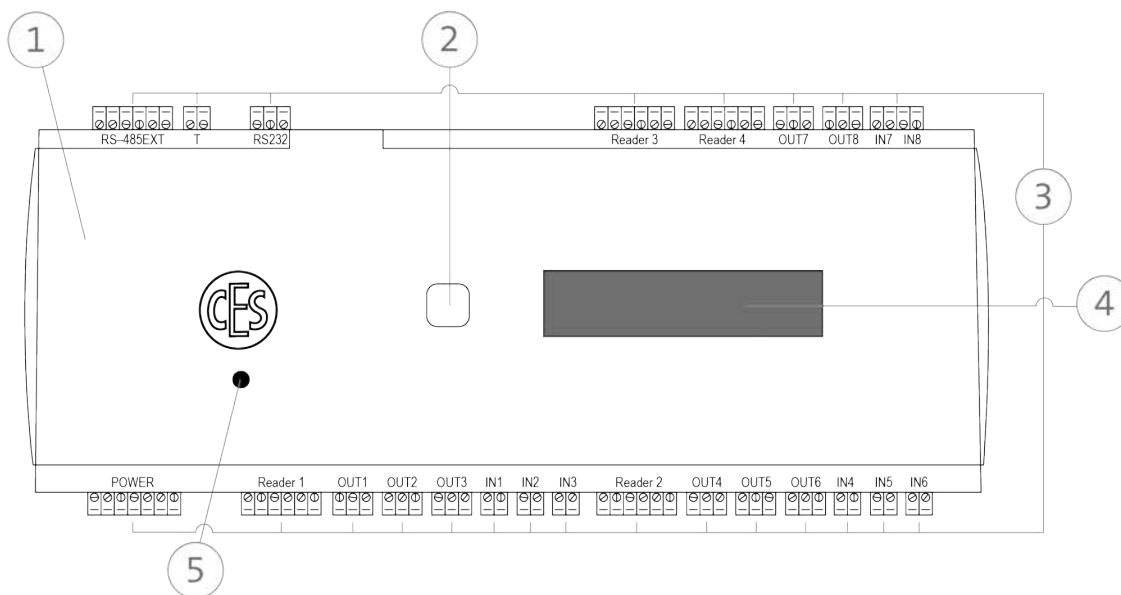 1 2
RS-485EXT T RS232 Reader 3 Reader 4 OUT7 OUT8 IN7 IN8
3
CES
4
POWER Reader 1 OUT1 OUT2 OUT3 IN1 IN2 IN3 Reader 2 OUT4 OUT5 OUT6 IN4 IN5 IN6
5